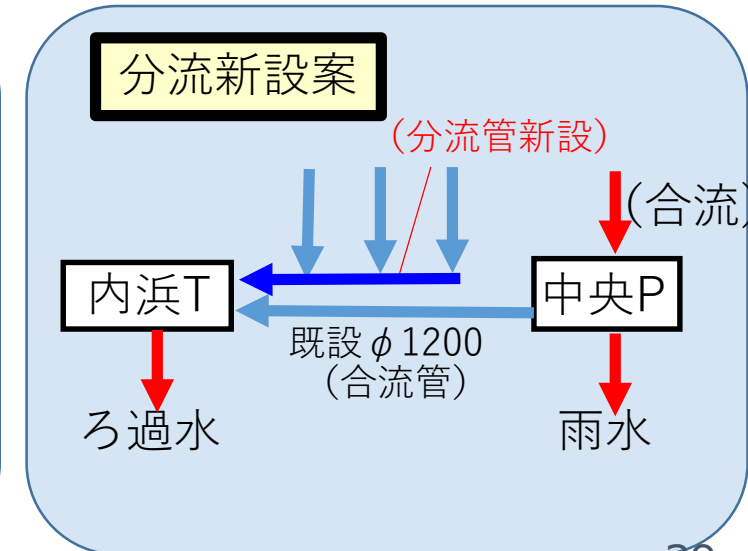 分流新設案
(分流管新設)
(合流)
内浜T
中央P
既設φ1200
(合流管)
ろ過水
雨水